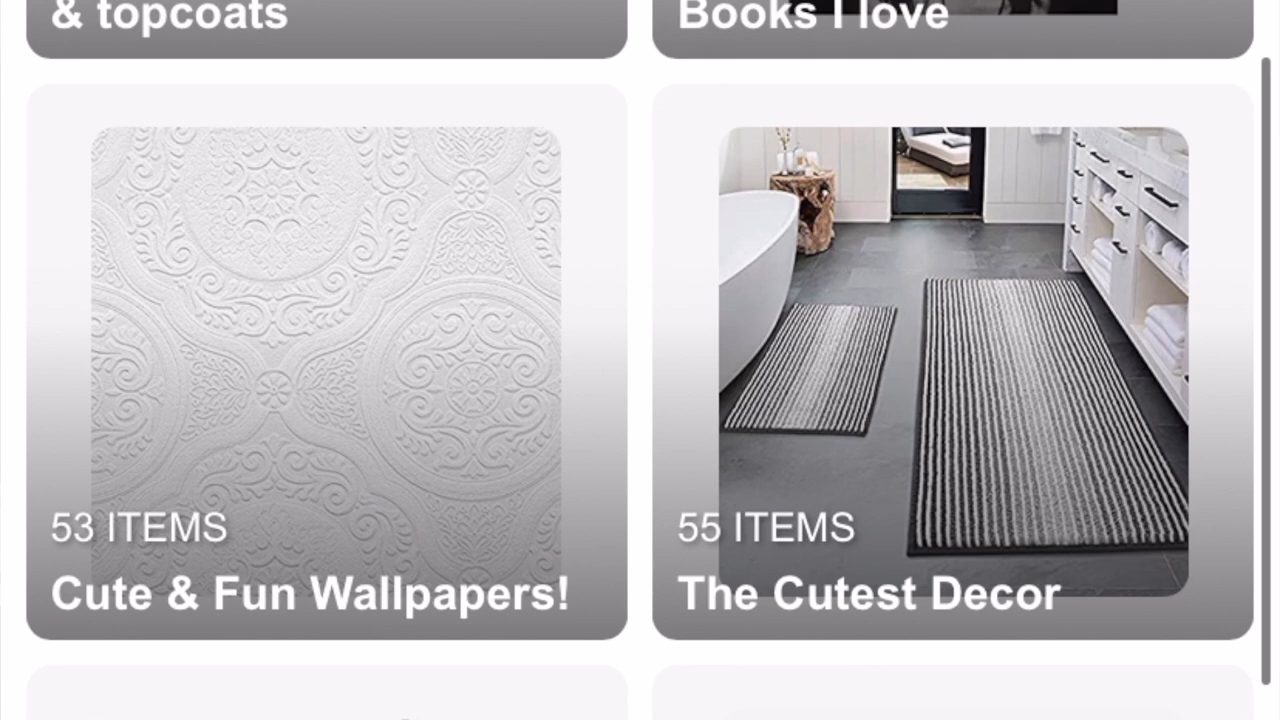 & topcoats
Books I love
53 ITEMS
Cute & Fun Wallpapers!
55 ITEMS
The Cutest Decor